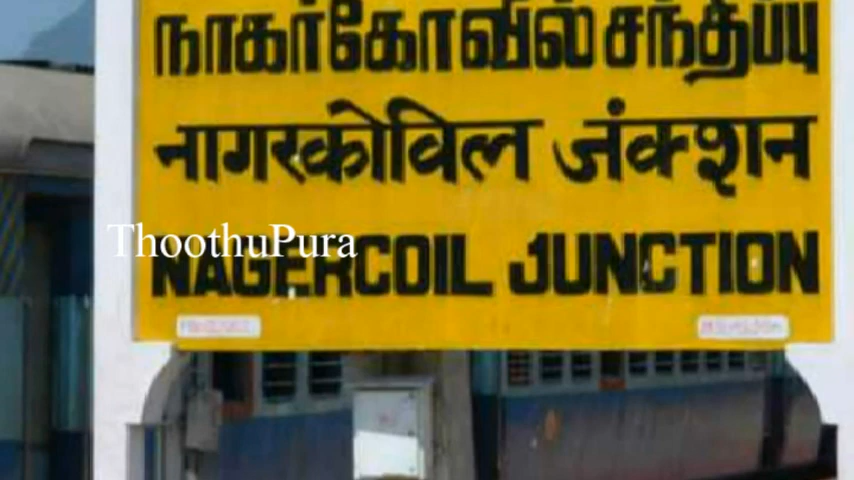 நாகர்கோவில் சந்திப்பு
नागरकोविल जंक्शन
ThoothuPura
NAGERCOIL JUNCTION